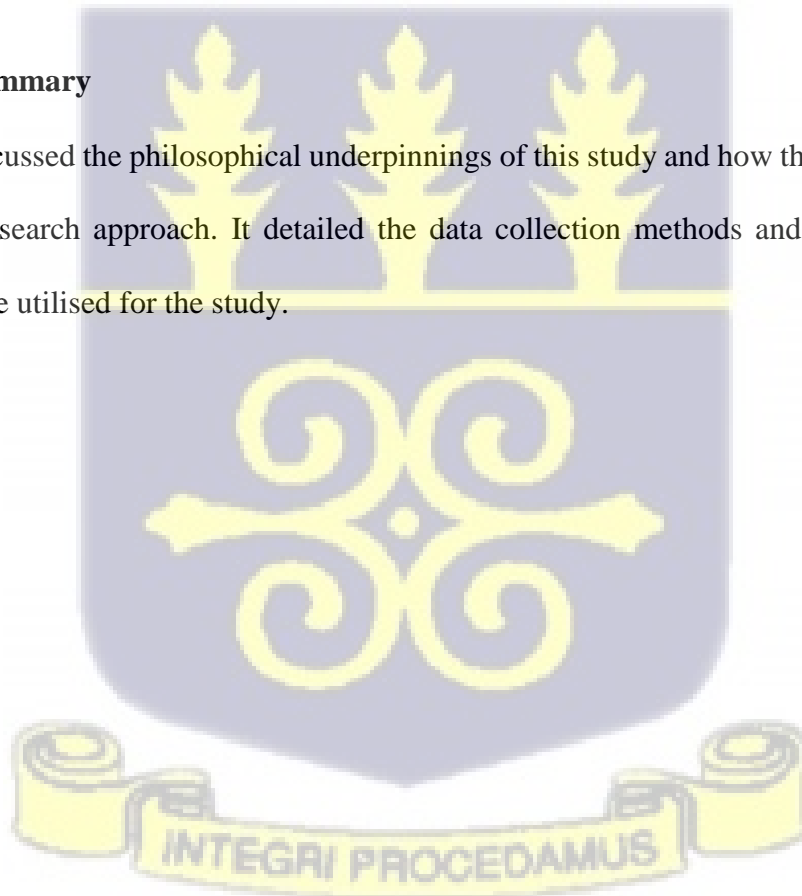 mmary
cussed the philosophical underpinnings of this study and how th
search approach. It detailed the data collection methods and
e utilised for the study.
INTEGRI PROCEDAMUS